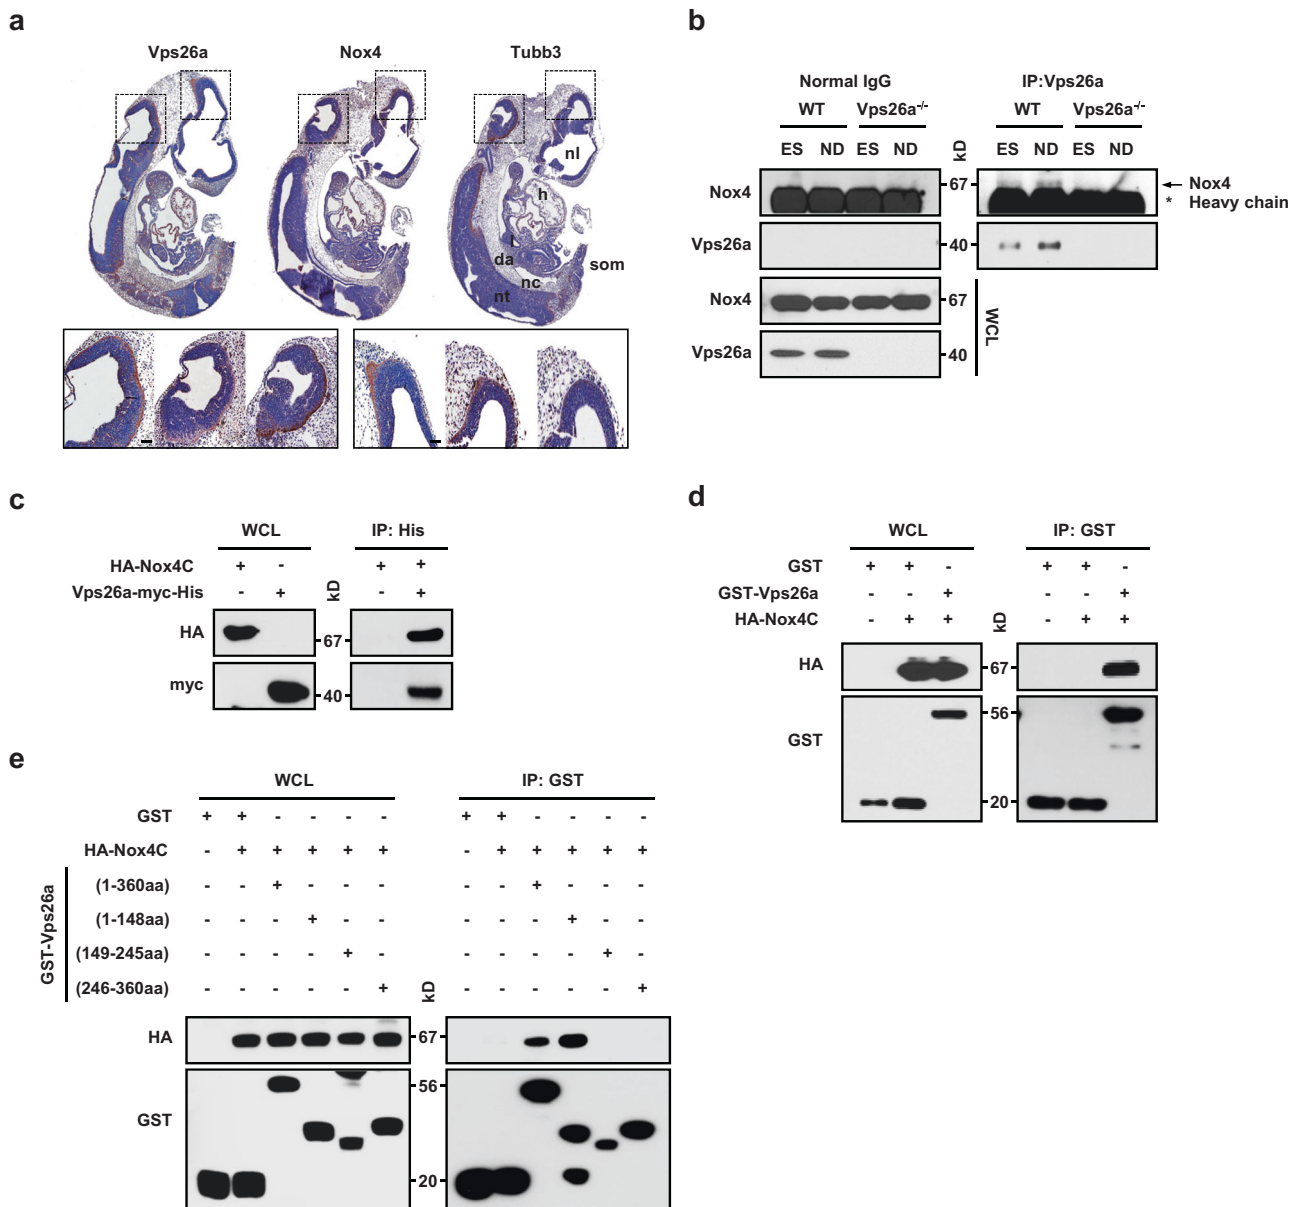 a
Vps26a Nox4 Tubb3
nl
h
L
da
nc
nt
som
b
Normal IgG IP:Vps26a
WT Vps26a-/- WT Vps26a-/-
ES ND ES ND kD ES ND ES ND
Nox4 67 Nox4
* Heavy chain
Vps26a 40
Nox4 67
Vps26a 40
WCL
c
WCL IP: His
HA-Nox4C + - + +
Vps26a-myc-His - + - +
kD
HA 67
myc 40
d
WCL IP: GST
GST + + - + + -
GST-Vps26a - - + - - +
HA-Nox4C - + + - + +
kD
HA 67
GST 56
20
e
WCL IP: GST
GST + + - - - - + + - - - -
HA-Nox4C - + + + + + - + + + + +
GST-Vps26a
(1-360aa) - - + - - - - - + - - -
(1-148aa) - - - + - - - - - + - -
(149-245aa) - - - - + - - - - - + -
(246-360aa) - - - - - + - - - - - +
kD
HA 67
GST 56
20